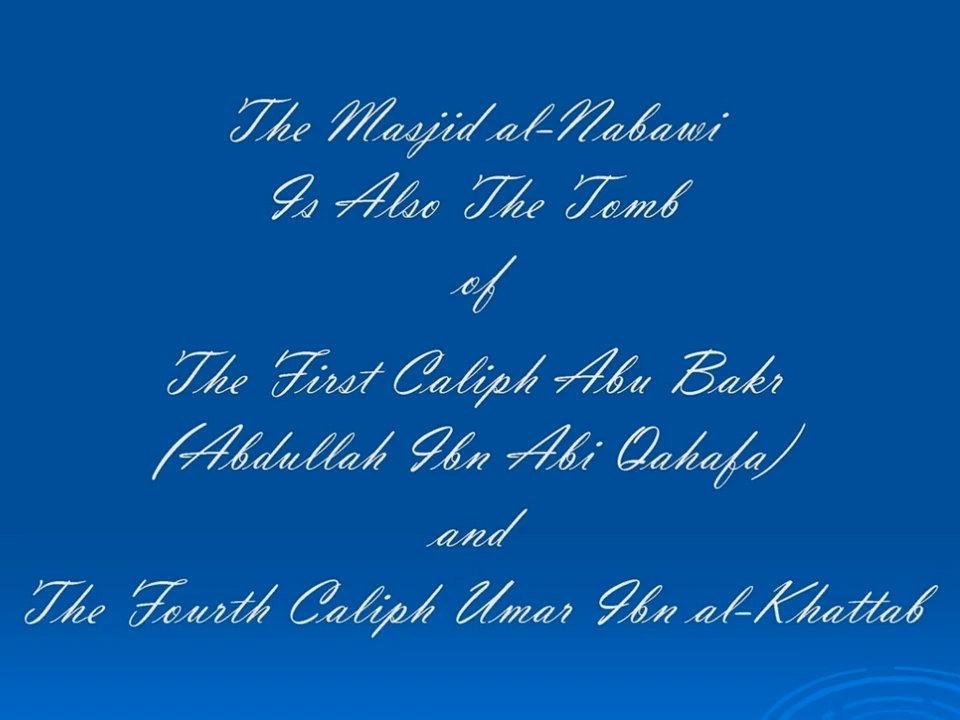 The Masjid al-Nabawi
Is Also The Tomb
of
The First Caliph Abu Bakr
(Abdullah Ibn Abi Qahafa)
and
The Fourth Caliph Umar Ibn al-Khattab